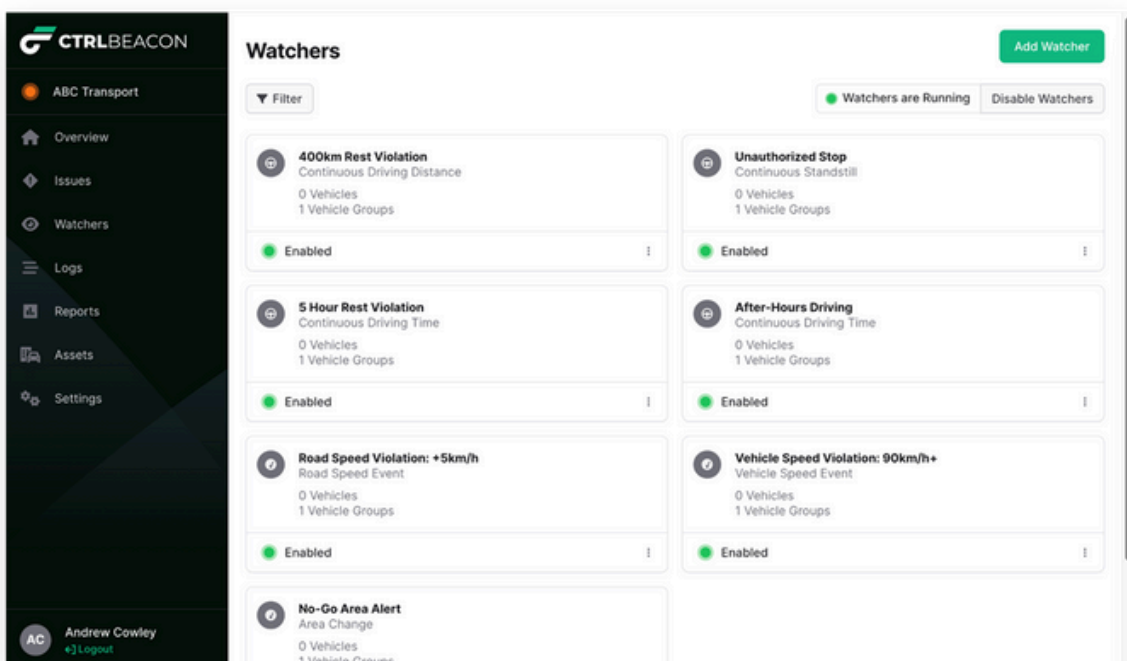 CTRLBEACON
ABC Transport
Overview
Issues
Watchers
Logs
Reports
Assets
Settings
AC
Andrew Cowley
Logout
Watchers
Add Watcher
Filter
Watchers are Running
Disable Watchers
400km Rest Violation
Continuous Driving Distance
0 Vehicles
1 Vehicle Groups
Enabled
Unauthorized Stop
Continuous Standstill
0 Vehicles
1 Vehicle Groups
Enabled
5 Hour Rest Violation
Continuous Driving Time
0 Vehicles
1 Vehicle Groups
Enabled
After-Hours Driving
Continuous Driving Time
0 Vehicles
1 Vehicle Groups
Enabled
Road Speed Violation: +5km/h
Road Speed Event
0 Vehicles
1 Vehicle Groups
Enabled
Vehicle Speed Violation: 90km/h+
Vehicle Speed Event
0 Vehicles
1 Vehicle Groups
Enabled
No-Go Area Alert
Area Change
0 Vehicles
1 Vehicle Groups